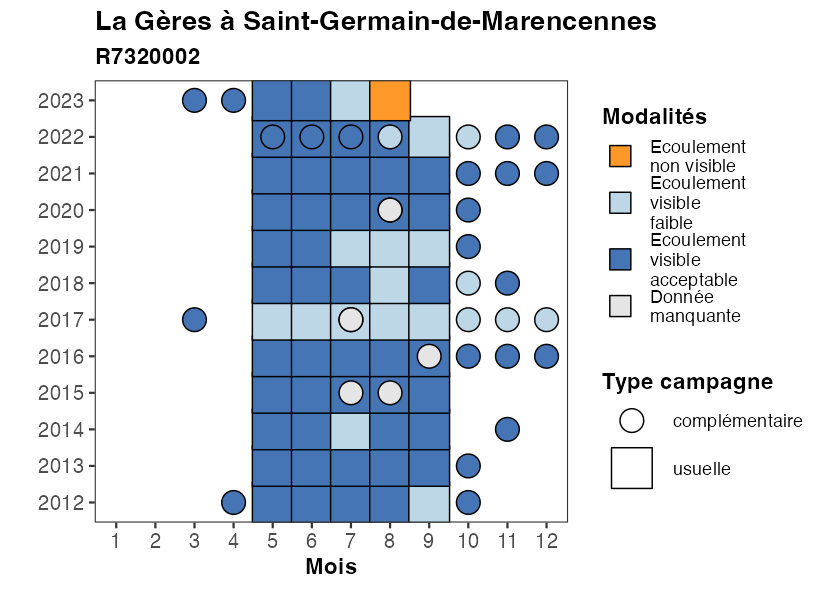 La Gères à Saint-Germain-de-Marencennes
R7320002
2023
2022
2021
2020
2019
2018
2017
2016
2015
2014
2013
2012
1 2 3 4 5 6 7 8 9 10 11 12
Mois
Modalités
Ecoulement
non visible
Ecoulement
visible
faible
Ecoulement
visible
acceptable
Donnée
manquante
Type campagne
complémentaire
usuelle